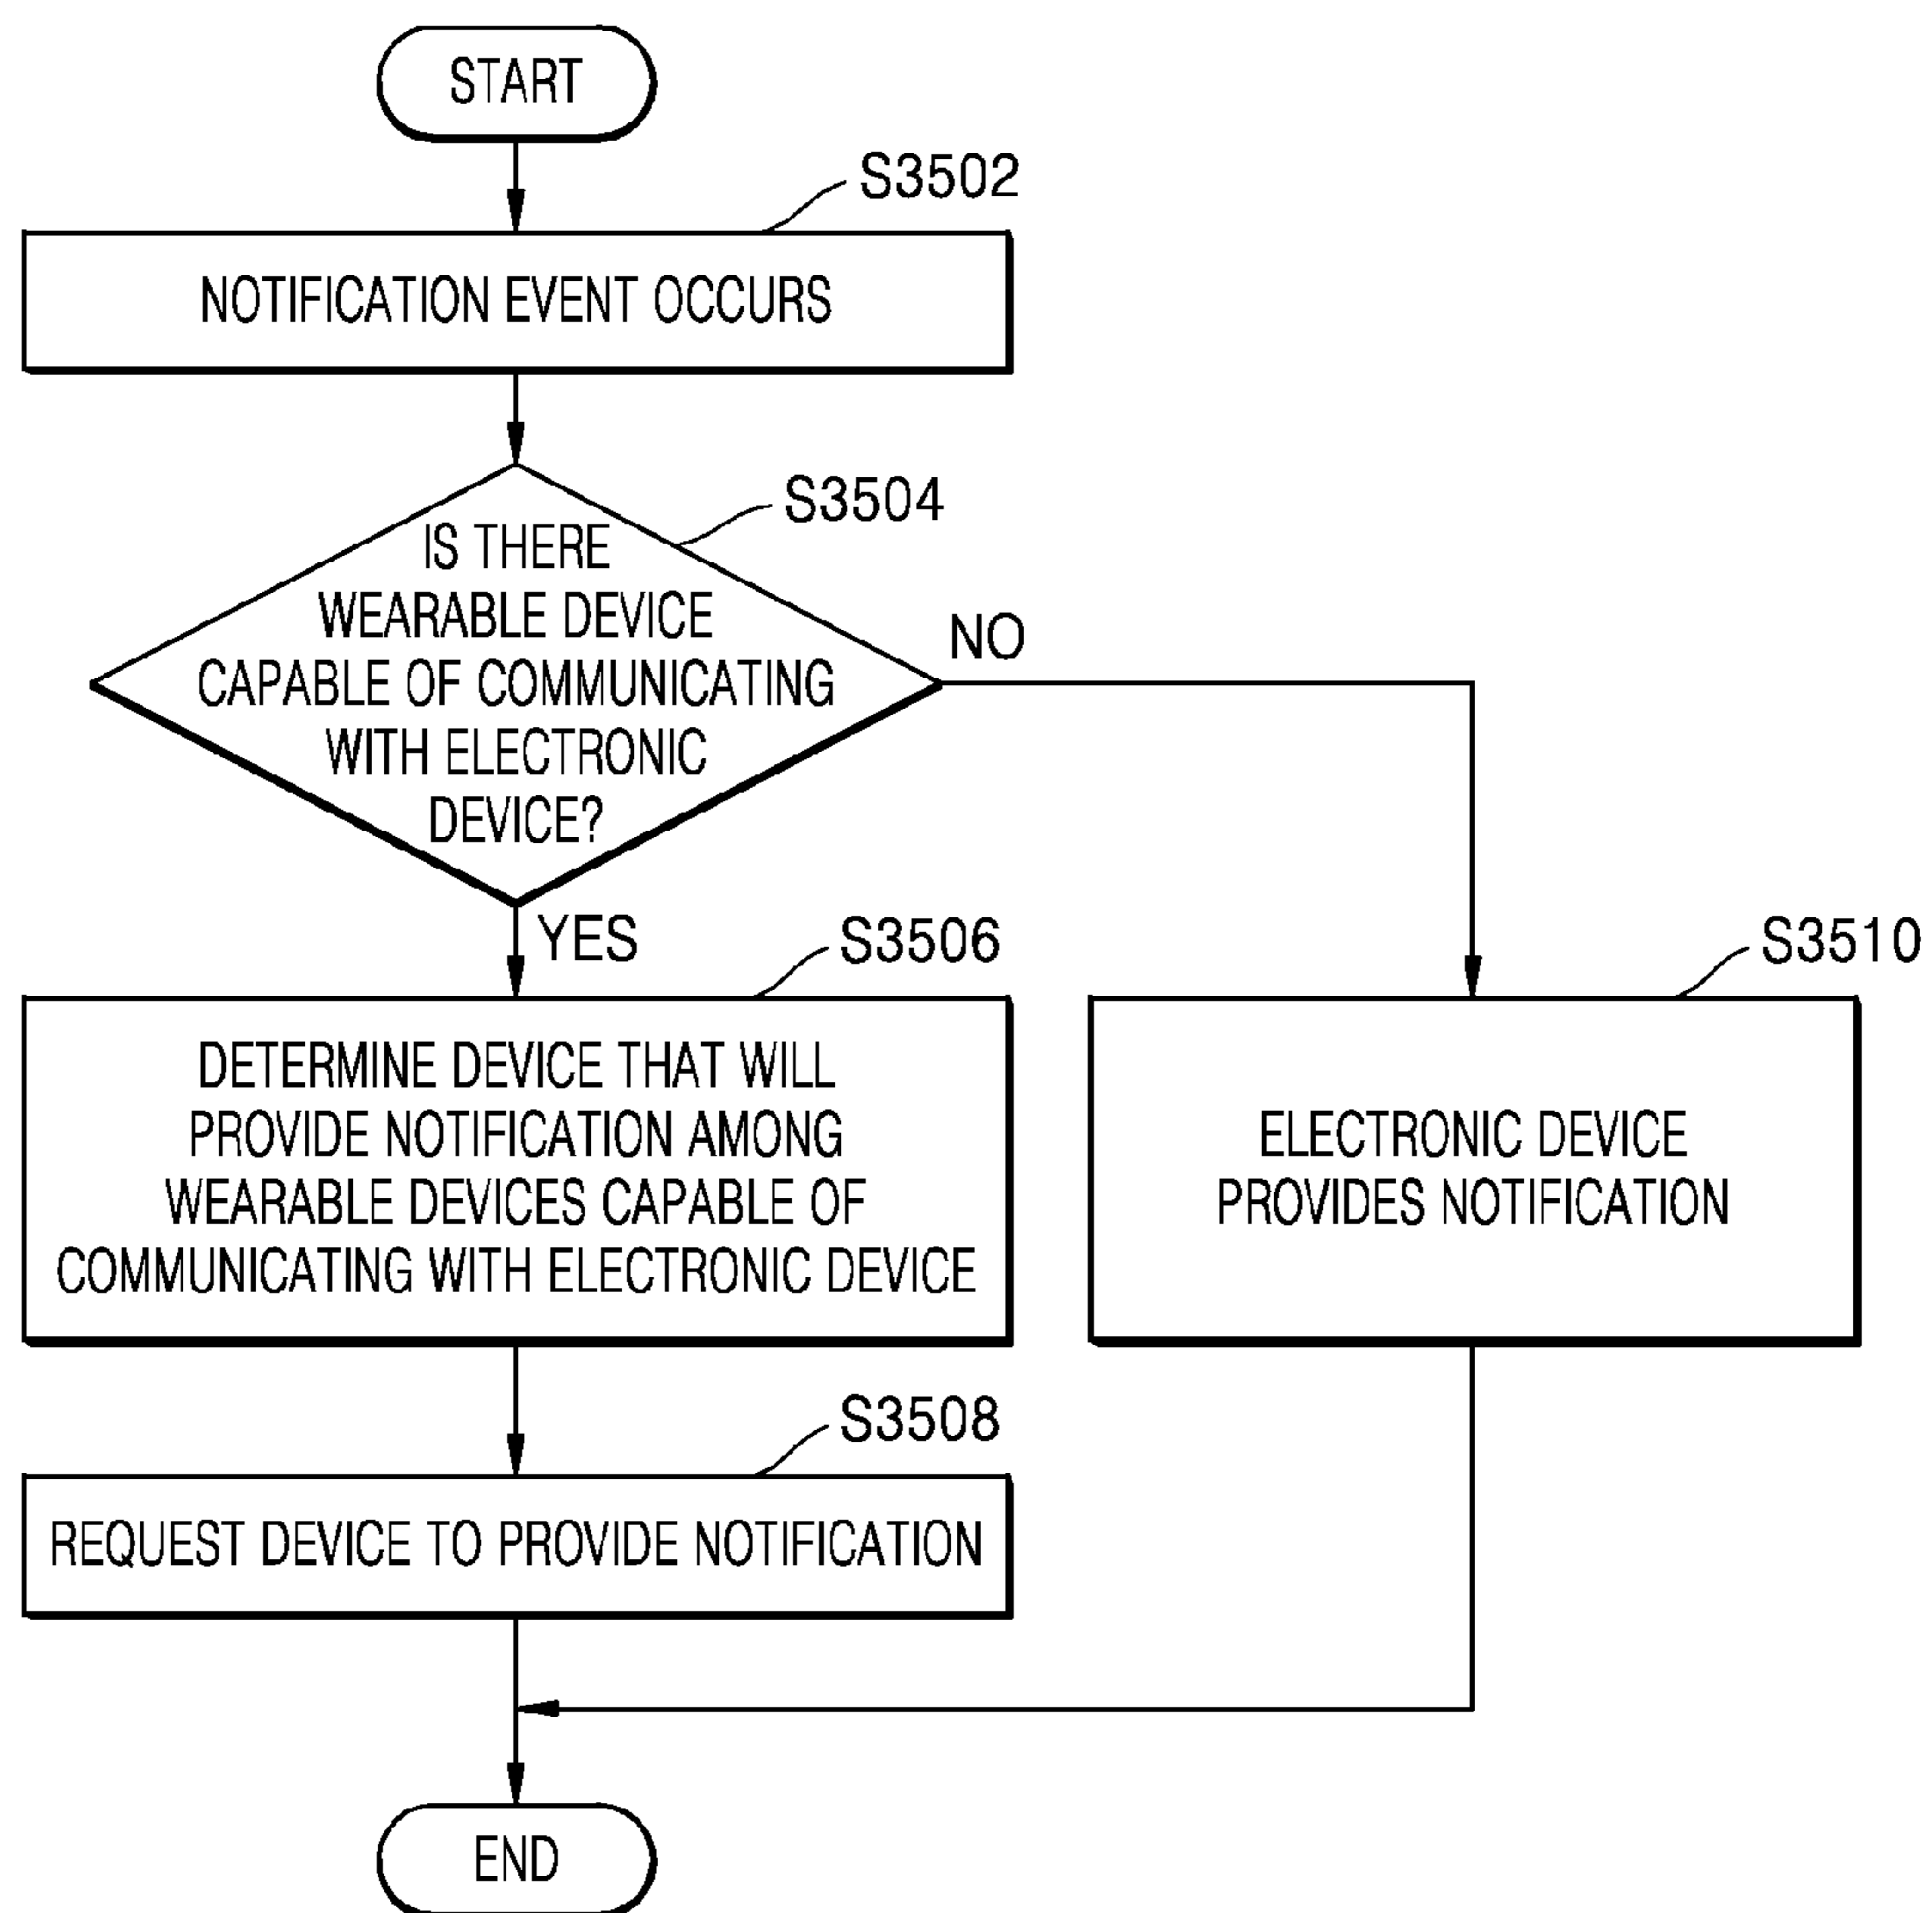 START
S3502
NOTIFICATION EVENT OCCURS
S3504
IS THERE
WEARABLE DEVICE
CAPABLE OF COMMUNICATING
WITH ELECTRONIC
DEVICE?
NO
YES
S3506
DETERMINE DEVICE THAT WILL
PROVIDE NOTIFICATION AMONG
WEARABLE DEVICES CAPABLE OF
COMMUNICATING WITH ELECTRONIC DEVICE
S3510
ELECTRONIC DEVICE
PROVIDES NOTIFICATION
S3508
REQUEST DEVICE TO PROVIDE NOTIFICATION
END